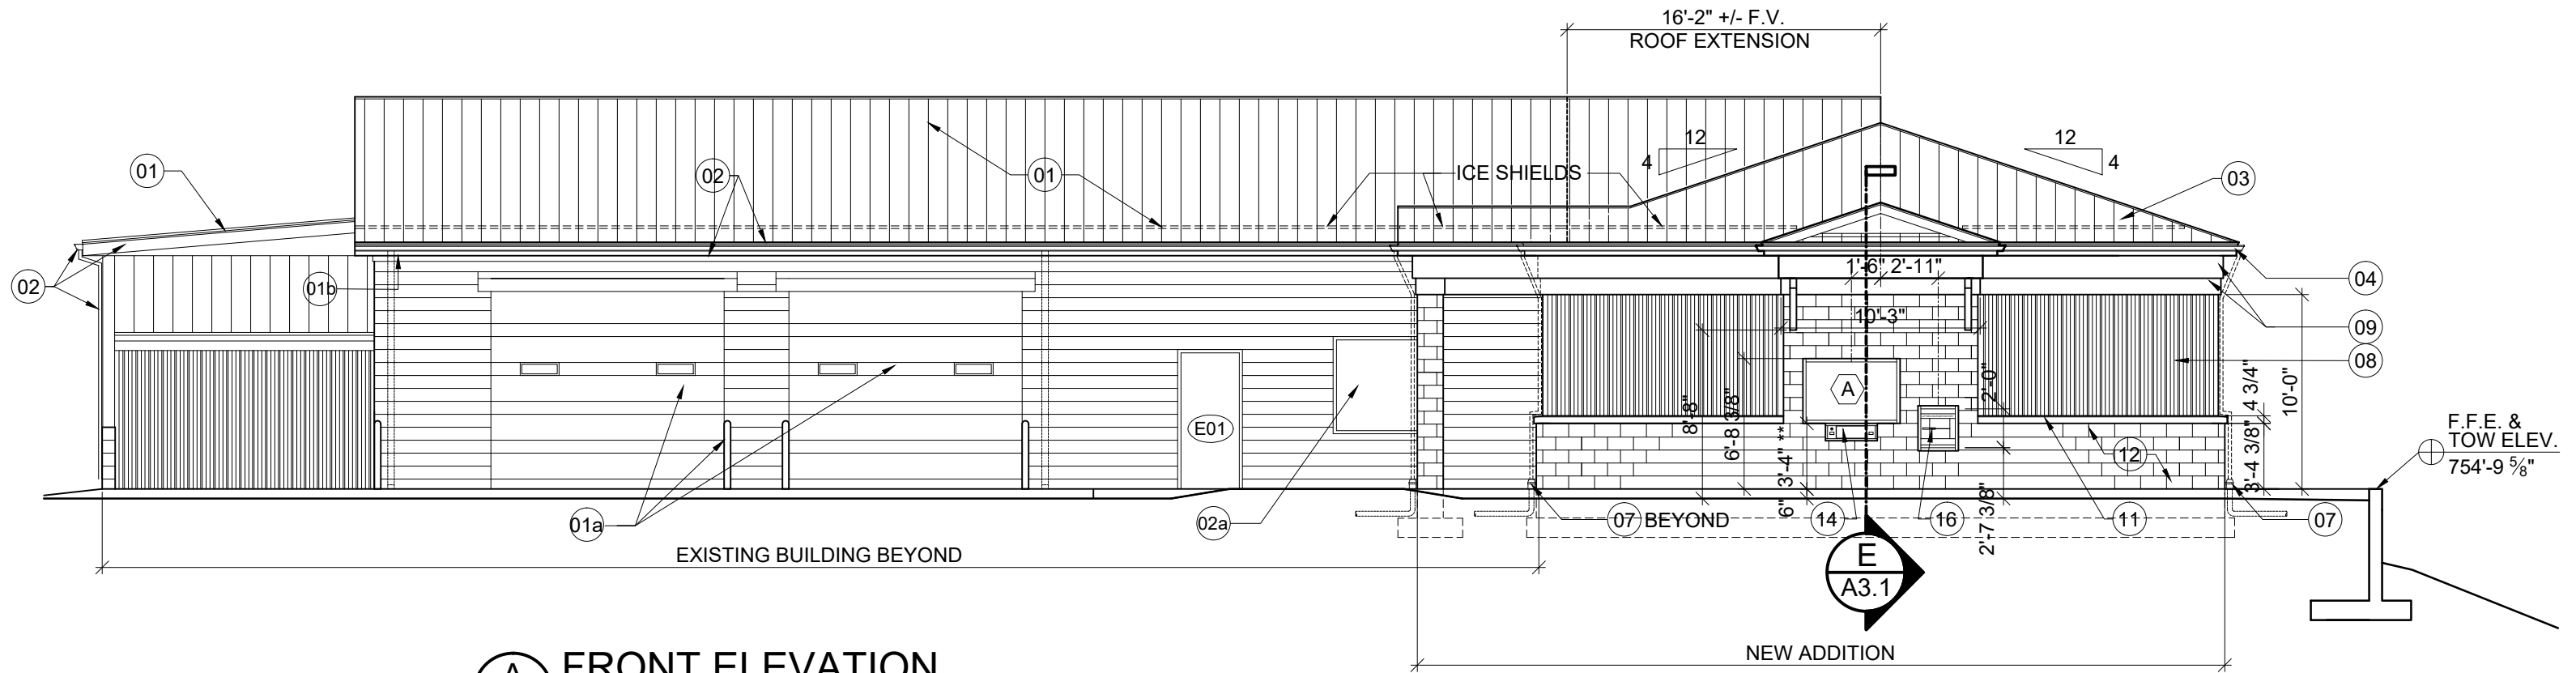 16'-2" +/- F.V.
ROOF EXTENSION
12
4
12
4
01
02
01
ICE SHIELDS
03
02
01b
1'-6"
2'-11"
04
10'-3"
09
08
A
2'-0"
4 3/4"
10'-0"
8'-8"
6'-8 3/8"
3'-4" **
6"
E01
3'-4 3/8"
12
F.F.E. &
TOW ELEV.
754'-9 5/8"
01a
02a
07 BEYOND
14
16
2'-7 3/8"
11
07
EXISTING BUILDING BEYOND
E
A3.1
NEW ADDITION
A
FRONT ELEVATION